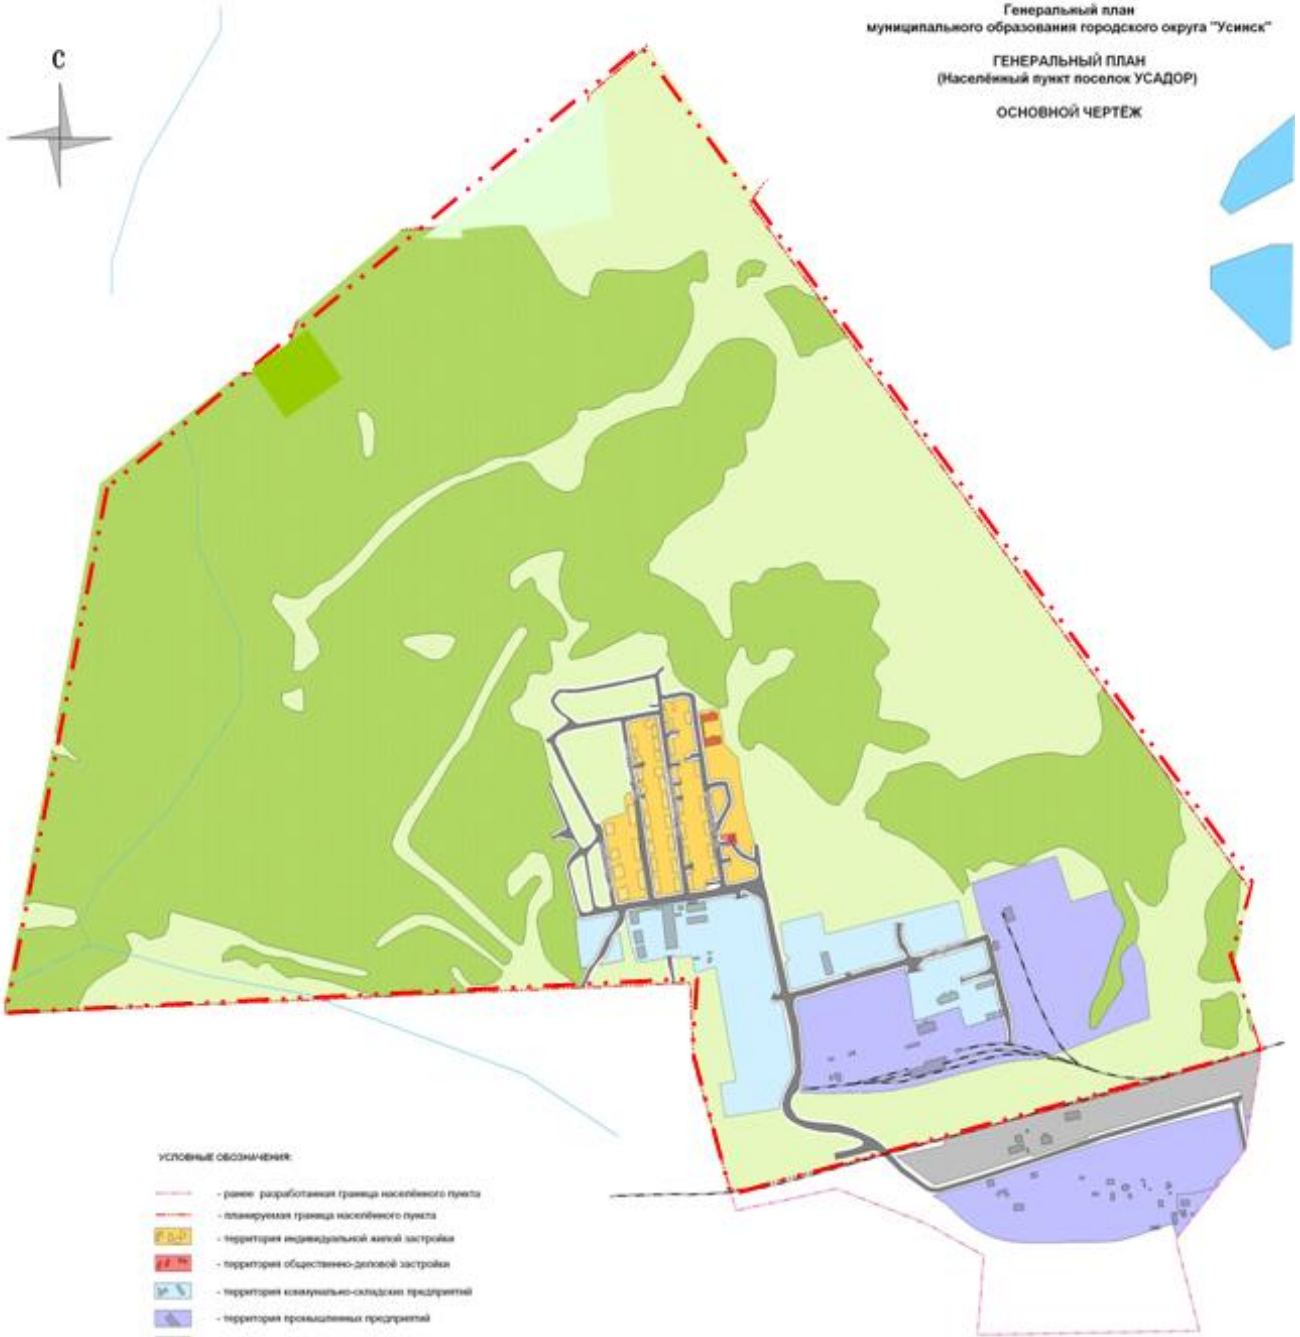 Генеральный план
муниципального образования городского округа "Усинск"
ГЕНЕРАЛЬНЫЙ ПЛАН
(Населённый пункт поселок УСАДОР)
ОСНОВНОЙ ЧЕРТЁЖ
С
УСЛОВНЫЕ ОБОЗНАЧЕНИЯ:
- ранее разработанная граница населённого пункта
- планируемая граница населённого пункта
- территория индивидуальной жилой застройки
- территория общественно-деловой застройки
- территория коммунально-складских предприятий
- территория промышленных предприятий